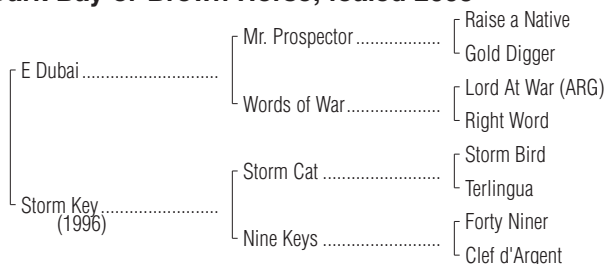 Dark Bay or Brown Horse; foaled
Raise a Native
Mr. Prospector
Gold Digger
E Dubai
Lord At War (ARG)
Words of War
Right Word
Storm Bird
Storm Cat
Terlingua
Storm Key
(1996)
Forty Niner
Nine Keys
Clef d'Argent